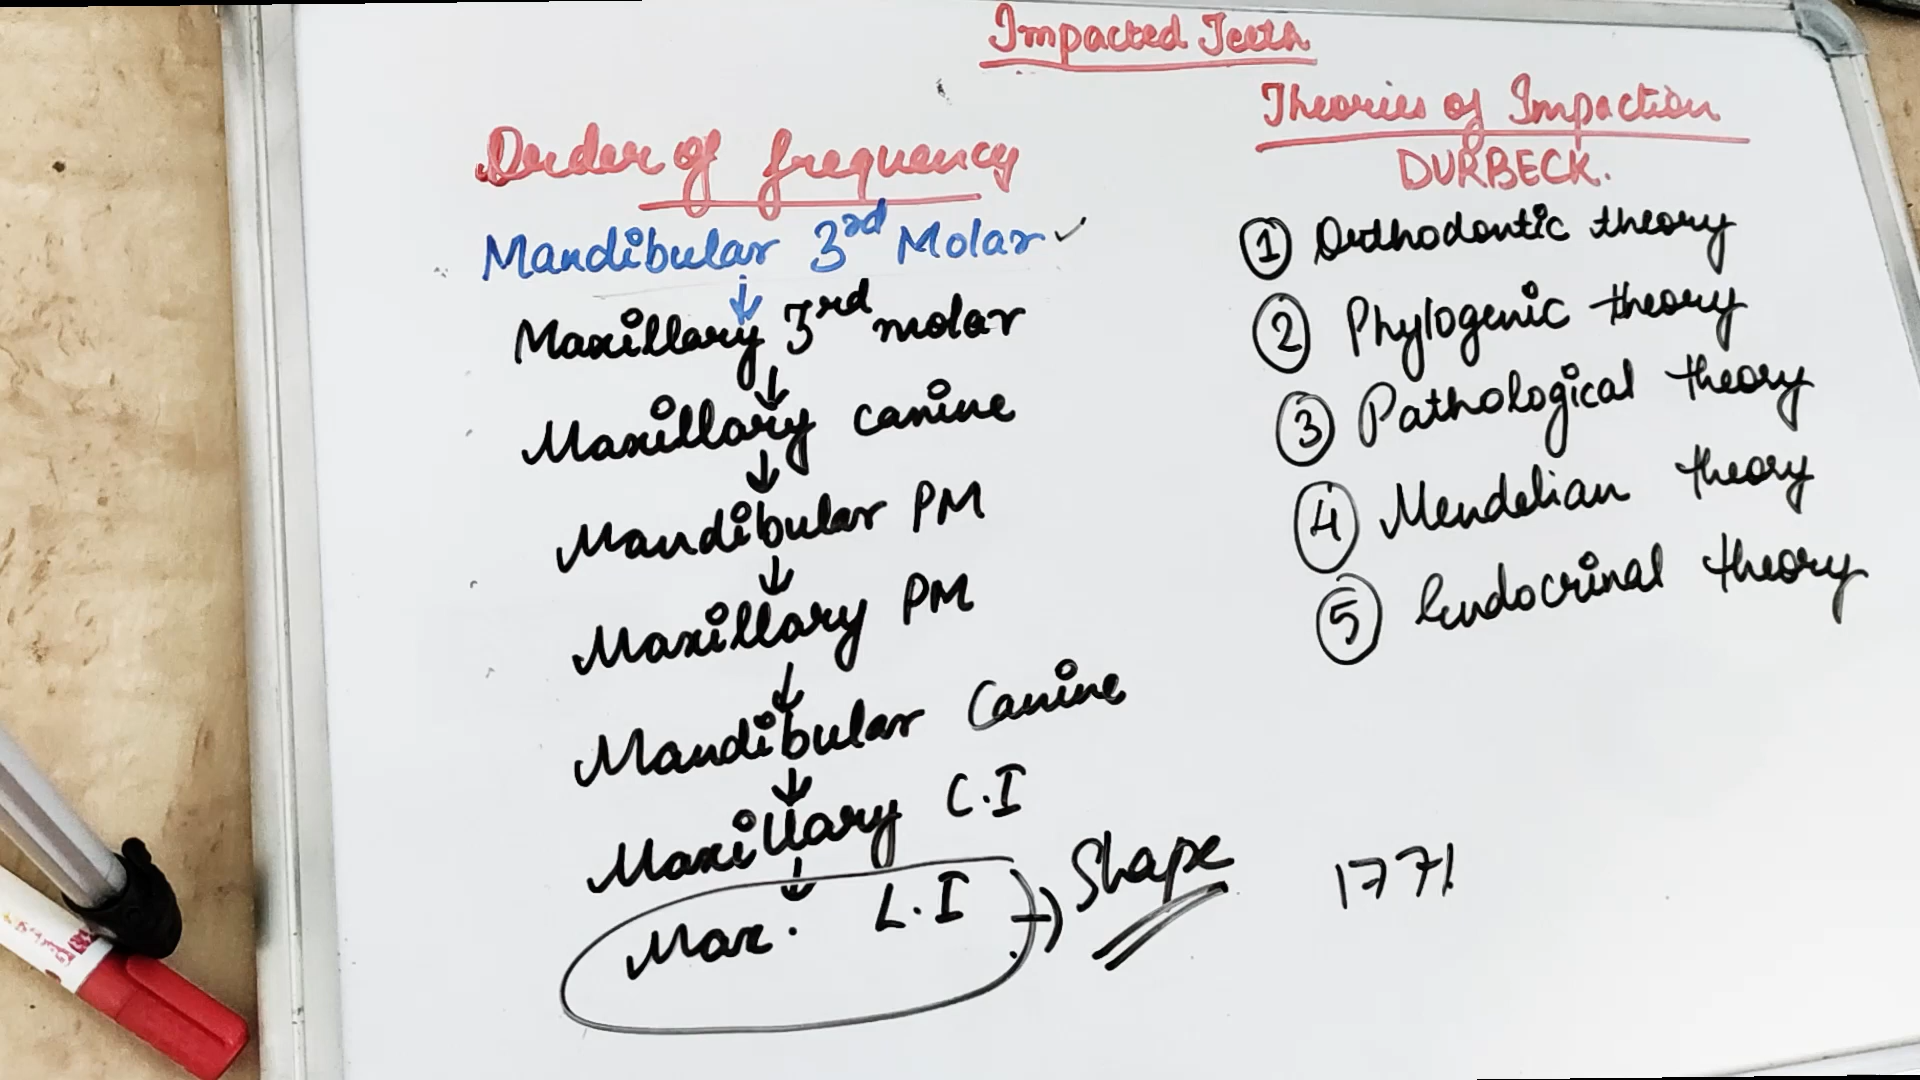 Impacted Teeth
Order of frequency
Mandibular 3rd Molar ✓
↓
Maxillary 3rd molar
↓
Maxillary canine
↓
Mandibular PM
↓
Maxillary PM
↓
Mandibular Canine
↓
Maxillary C.I
↓
Max. L.I → Shape
Theories of Impaction
DURBECK.
① Orthodontic theory
② Phylogenic theory
③ Pathological theory
④ Mendelian theory
⑤ Endocrinal theory
1771